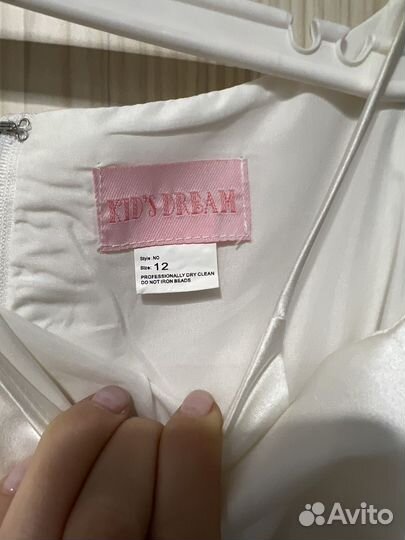 KID'S DREAM
Style: NO
Size: 12
PROFESSIONALLY DRY CLEAN
DO NOT IRON BEADS
Avito